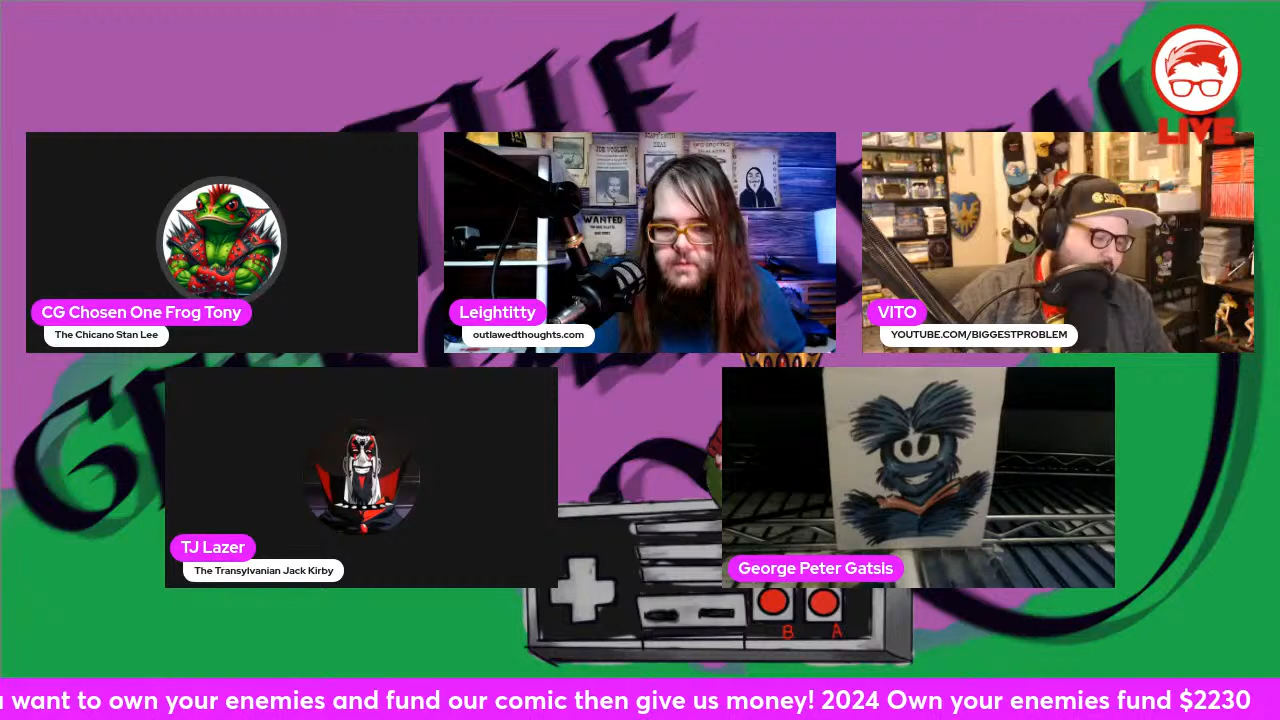 THE
LIVE
CG Chosen One Frog Tony
The Chicano Stan Lee
WANTED
Leightitty
outlawedthoughts.com
VITO
YOUTUBE.COM/BIGGESTPROBLEM
TJ Lazer
The Transylvanian Jack Kirby
George Peter Gatsis
B A
want to own your enemies and fund our comic then give us money! 2024 Own your enemies fund $2230